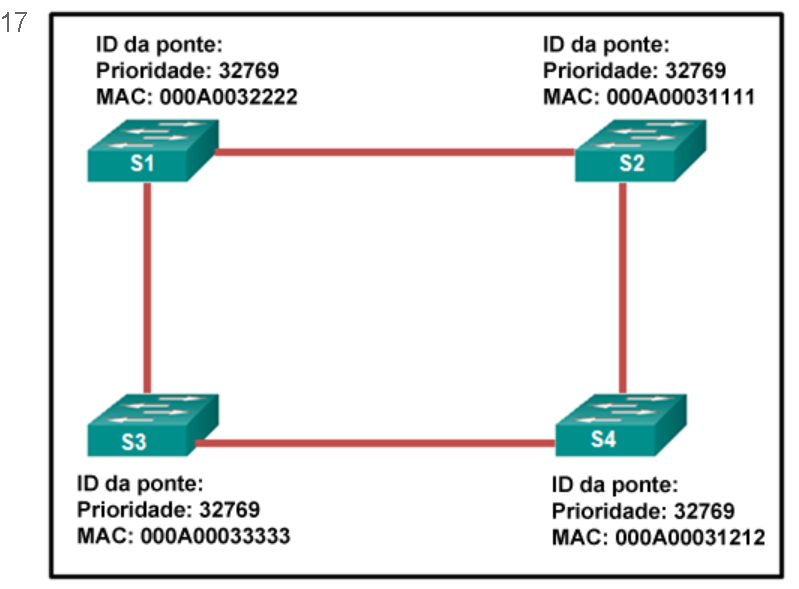 17
ID da ponte:
Prioridade: 32769
MAC: 000A0032222
ID da ponte:
Prioridade: 32769
MAC: 000A00031111
S1
S2
S3
S4
ID da ponte:
Prioridade: 32769
MAC: 000A00033333
ID da ponte:
Prioridade: 32769
MAC: 000A00031212